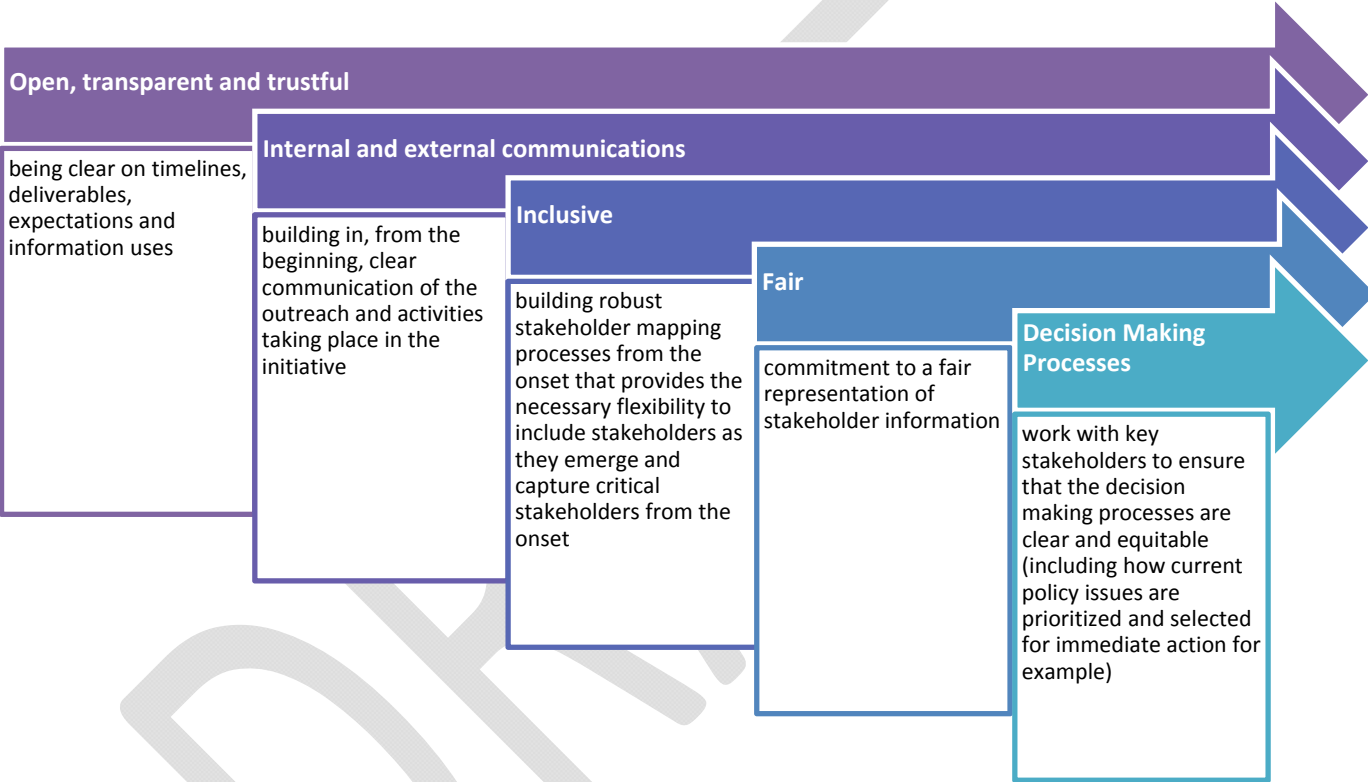 Open, transparent and trustful
being clear on timelines,
deliverables,
expectations and
information uses
Internal and external communications
building in, from the
beginning, clear
communication of the
outreach and activities
taking place in the
initiative
Inclusive
building robust
stakeholder mapping
processes from the
onset that provides the
necessary flexibility to
include stakeholders as
they emerge and
capture critical
stakeholders from the
onset
Fair
commitment to a fair
representation of
stakeholder information
Decision Making
Processes
work with key
stakeholders to ensure
that the decision
making processes are
clear and equitable
(including how current
policy issues are
prioritized and selected
for immediate action for
example)